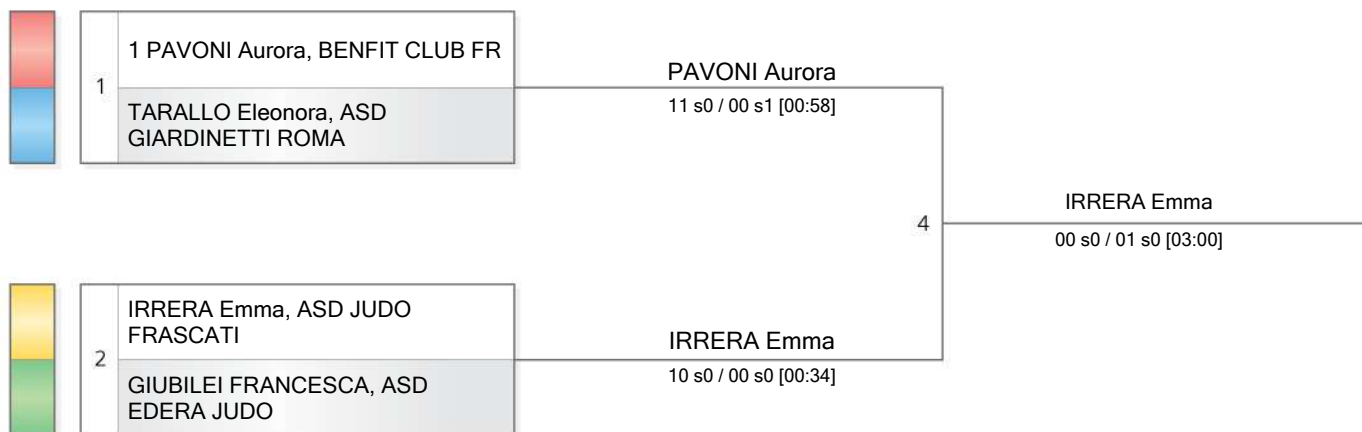 1 PAVONI Aurora, BENFIT CLUB FR
1
TARALLO Eleonora, ASD
GIARDINETTI ROMA
PAVONI Aurora
11 s0 / 00 s1 [00:58]
4
IRRERA Emma
00 s0 / 01 s0 [03:00]
IRRERA Emma, ASD JUDO
FRASCATI
2
GIUBILEI FRANCESCA, ASD
EDERA JUDO
IRRERA Emma
10 s0 / 00 s0 [00:34]